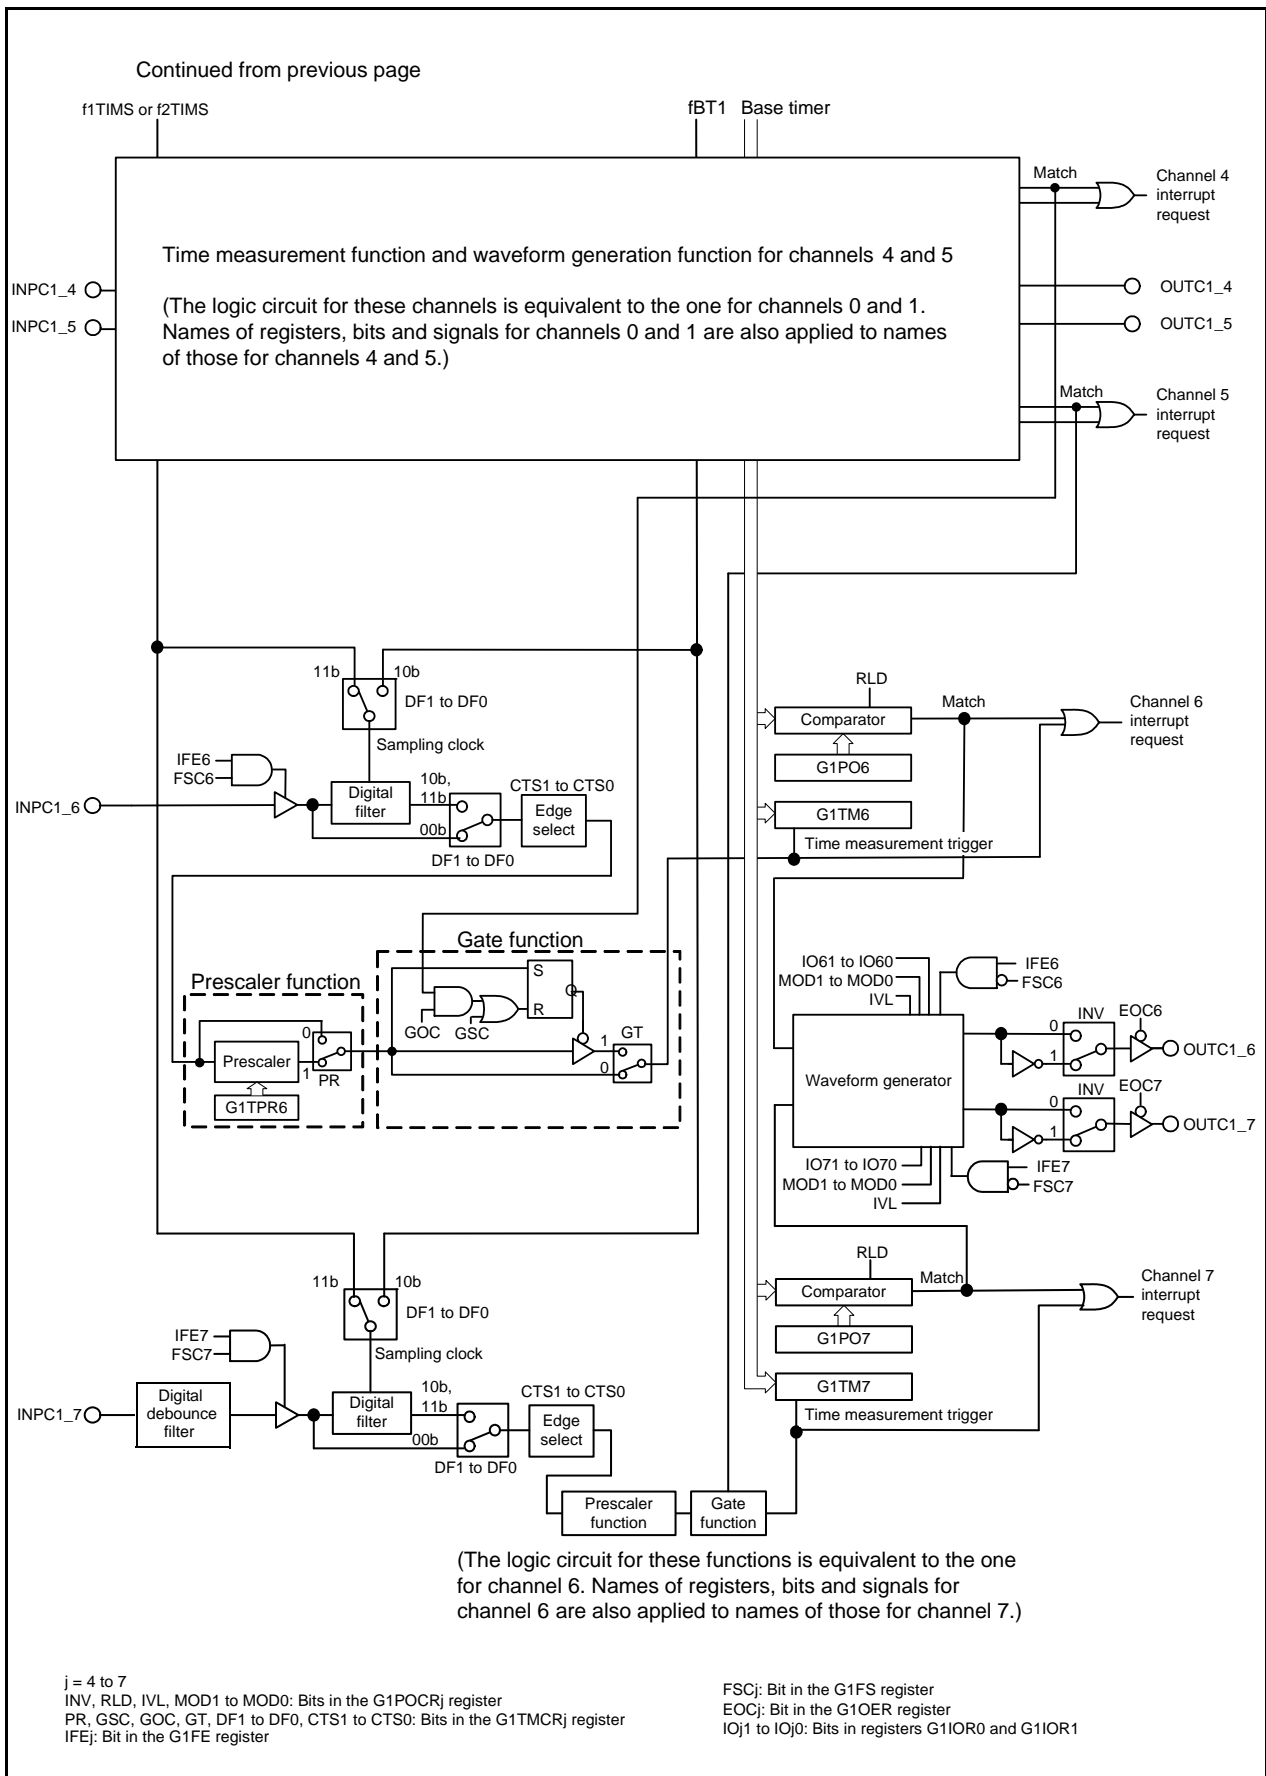 Continued from previous page
f1TIMS or f2TIMS
fBT1
Base timer
Match
Channel 4
interrupt
request
Time measurement function and waveform generation function for channels 4 and 5
INPC1_4
OUTC1_4
(The logic circuit for these channels is equivalent to the one for channels 0 and 1.
INPC1_5
OUTC1_5
Names of registers, bits and signals for channels 0 and 1 are also applied to names
of those for channels 4 and 5.)
Match
Channel 5
interrupt
request
11b
10b
DF1 to DF0
Sampling clock
IFE6
FSC6
INPC1_6
Digital
filter
10b,
11b
00b
DF1 to DF0
CTS1 to CTS0
Edge
select
RLD
Comparator
Match
Channel 6
interrupt
request
G1PO6
G1TM6
Time measurement trigger
Prescaler function
0
Prescaler
1
PR
G1TPR6
Gate function
S
Q
R
GOC
GSC
1
GT
0
IO61 to IO60
MOD1 to MOD0
IVL
IFE6
FSC6
Waveform generator
INV
EOC6
0
1
OUTC1_6
INV
EOC7
0
1
OUTC1_7
IO71 to IO70
MOD1 to MOD0
IVL
IFE7
FSC7
11b
10b
DF1 to DF0
Sampling clock
IFE7
FSC7
INPC1_7
Digital
debounce
filter
Digital
filter
10b,
11b
00b
DF1 to DF0
CTS1 to CTS0
Edge
select
RLD
Comparator
Match
Channel 7
interrupt
request
G1PO7
G1TM7
Time measurement trigger
Prescaler
function
Gate
function
(The logic circuit for these functions is equivalent to the one
for channel 6. Names of registers, bits and signals for
channel 6 are also applied to names of those for channel 7.)
j = 4 to 7
INV, RLD, IVL, MOD1 to MOD0: Bits in the G1POCRj register
PR, GSC, GOC, GT, DF1 to DF0, CTS1 to CTS0: Bits in the G1TMCRj register
IFEj: Bit in the G1FE register
FSCj: Bit in the G1FS register
EOCj: Bit in the G1OER register
IOj1 to IOj0: Bits in registers G1IOR0 and G1IOR1